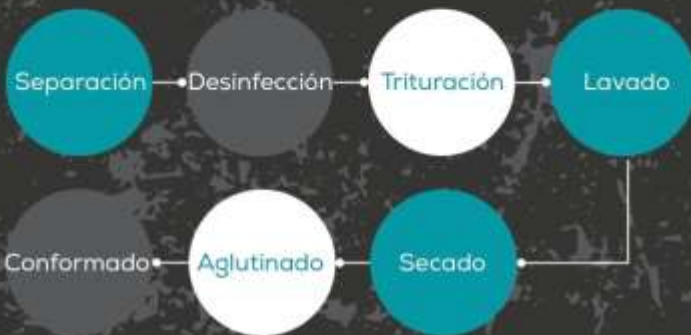 Separación
Desinfección
Trituración
Lavado
Secado
Aglutinado
Conformado